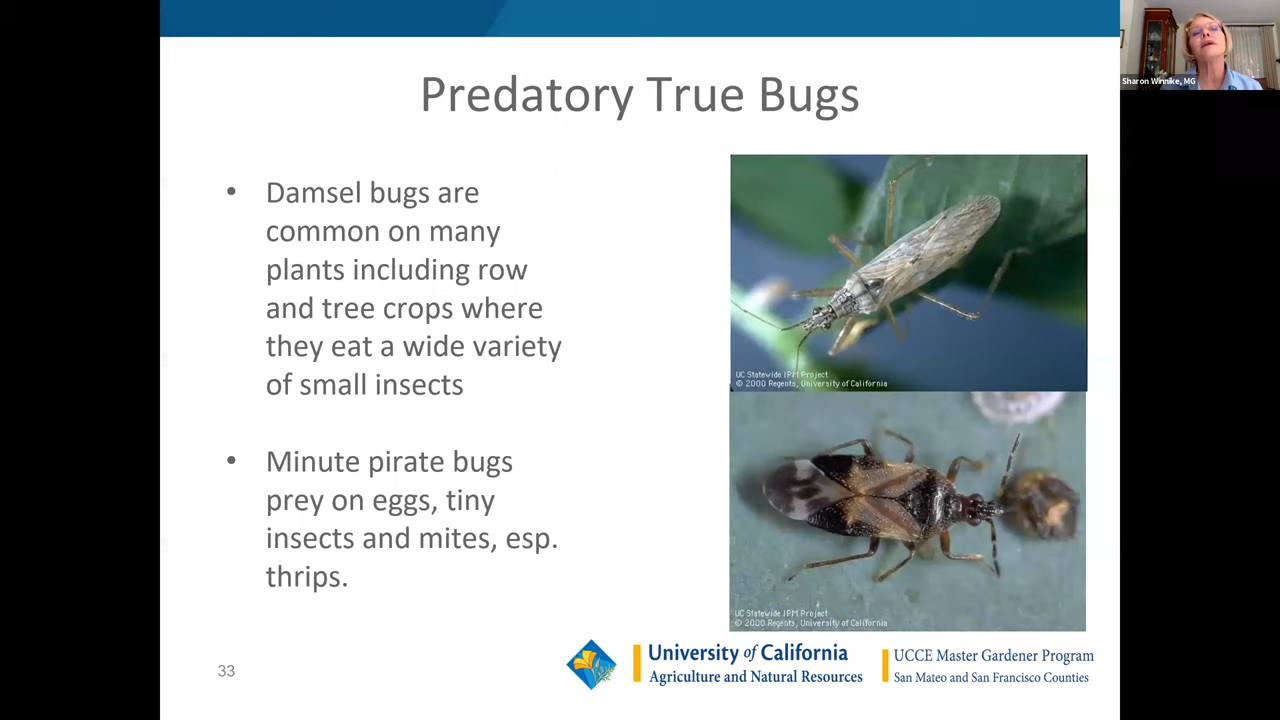 Sharon Winnike, MG
Predatory True Bugs
• Damsel bugs are
common on many
plants including row
and tree crops where
they eat a wide variety
of small insects
• Minute pirate bugs
prey on eggs, tiny
insects and mites, esp.
thrips.
UC Statewide IPM Project
© 2000 Regents, University of California
UC Statewide IPM Project
© 2000 Regents, University of California
33
University of California
Agriculture and Natural Resources
UCCE Master Gardener Program
San Mateo and San Francisco Counties